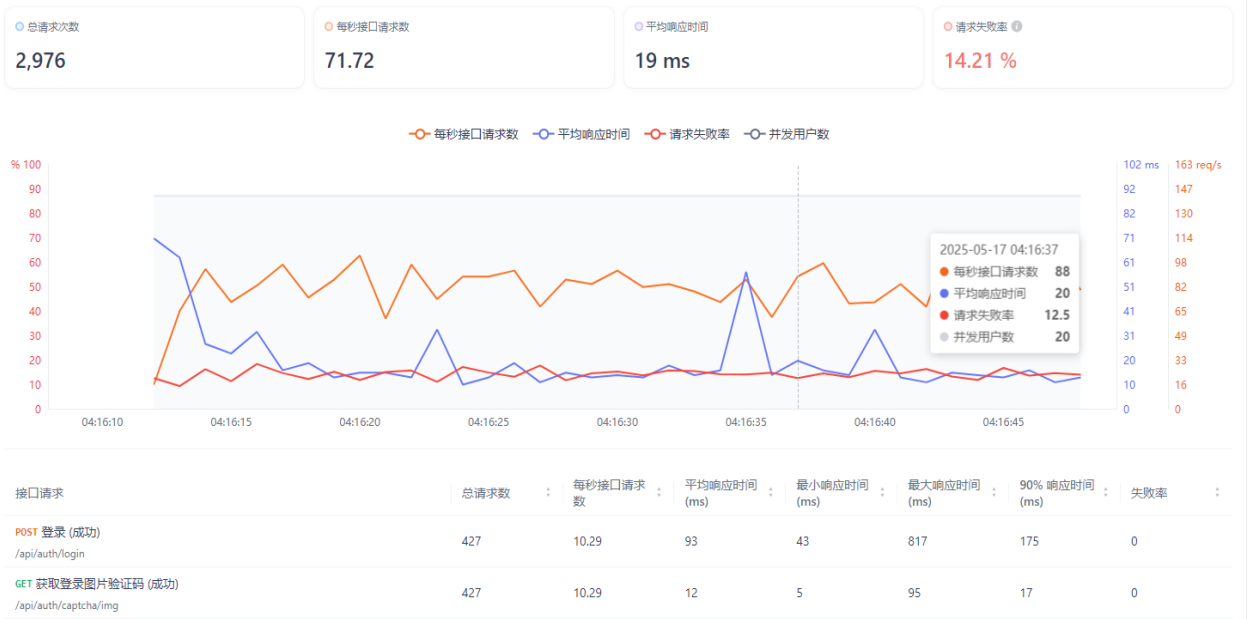 总请求次数
2,976
每秒接口请求数
71.72
平均响应时间
19 ms
请求失败率
14.21 %
每秒接口请求数 平均响应时间 请求失败率 并发用户数
% 100
90
80
70
60
50
40
30
20
10
0
102 ms
92
82
71
61
51
41
31
20
10
0
163 req/s
147
130
114
98
82
65
49
33
16
0
2025-05-17 04:16:37
每秒接口请求数 88
平均响应时间 20
请求失败率 12.5
并发用户数 20
04:16:10 04:16:15 04:16:20 04:16:25 04:16:30 04:16:35 04:16:40 04:16:45
接口请求
总请求数
每秒接口请求
数
平均响应时间
(ms)
最小响应时间
(ms)
最大响应时间
(ms)
90% 响应时间
(ms)
失败率
POST 登录 (成功)
/api/auth/login
427 10.29 93 43 817 175 0
GET 获取登录图片验证码 (成功)
/api/auth/captcha/img
427 10.29 12 5 95 17 0